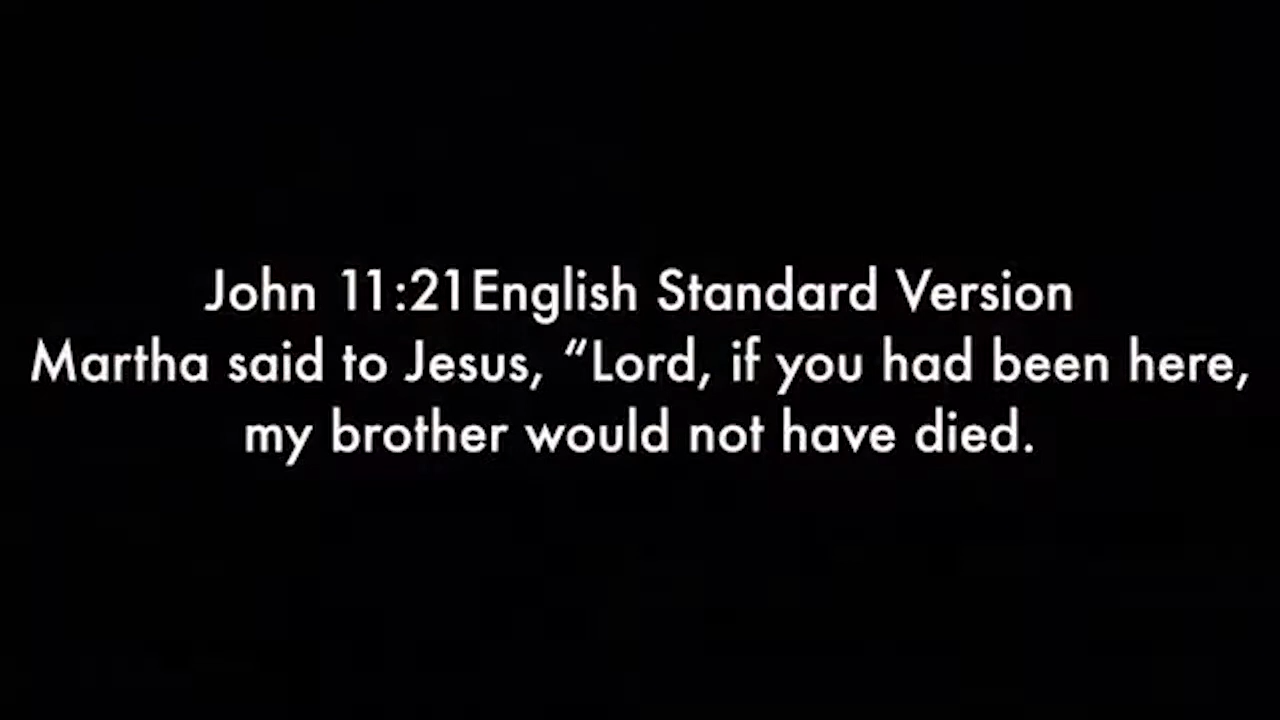 John 11:21English Standard Version
Martha said to Jesus, “Lord, if you had been here,
my brother would not have died.